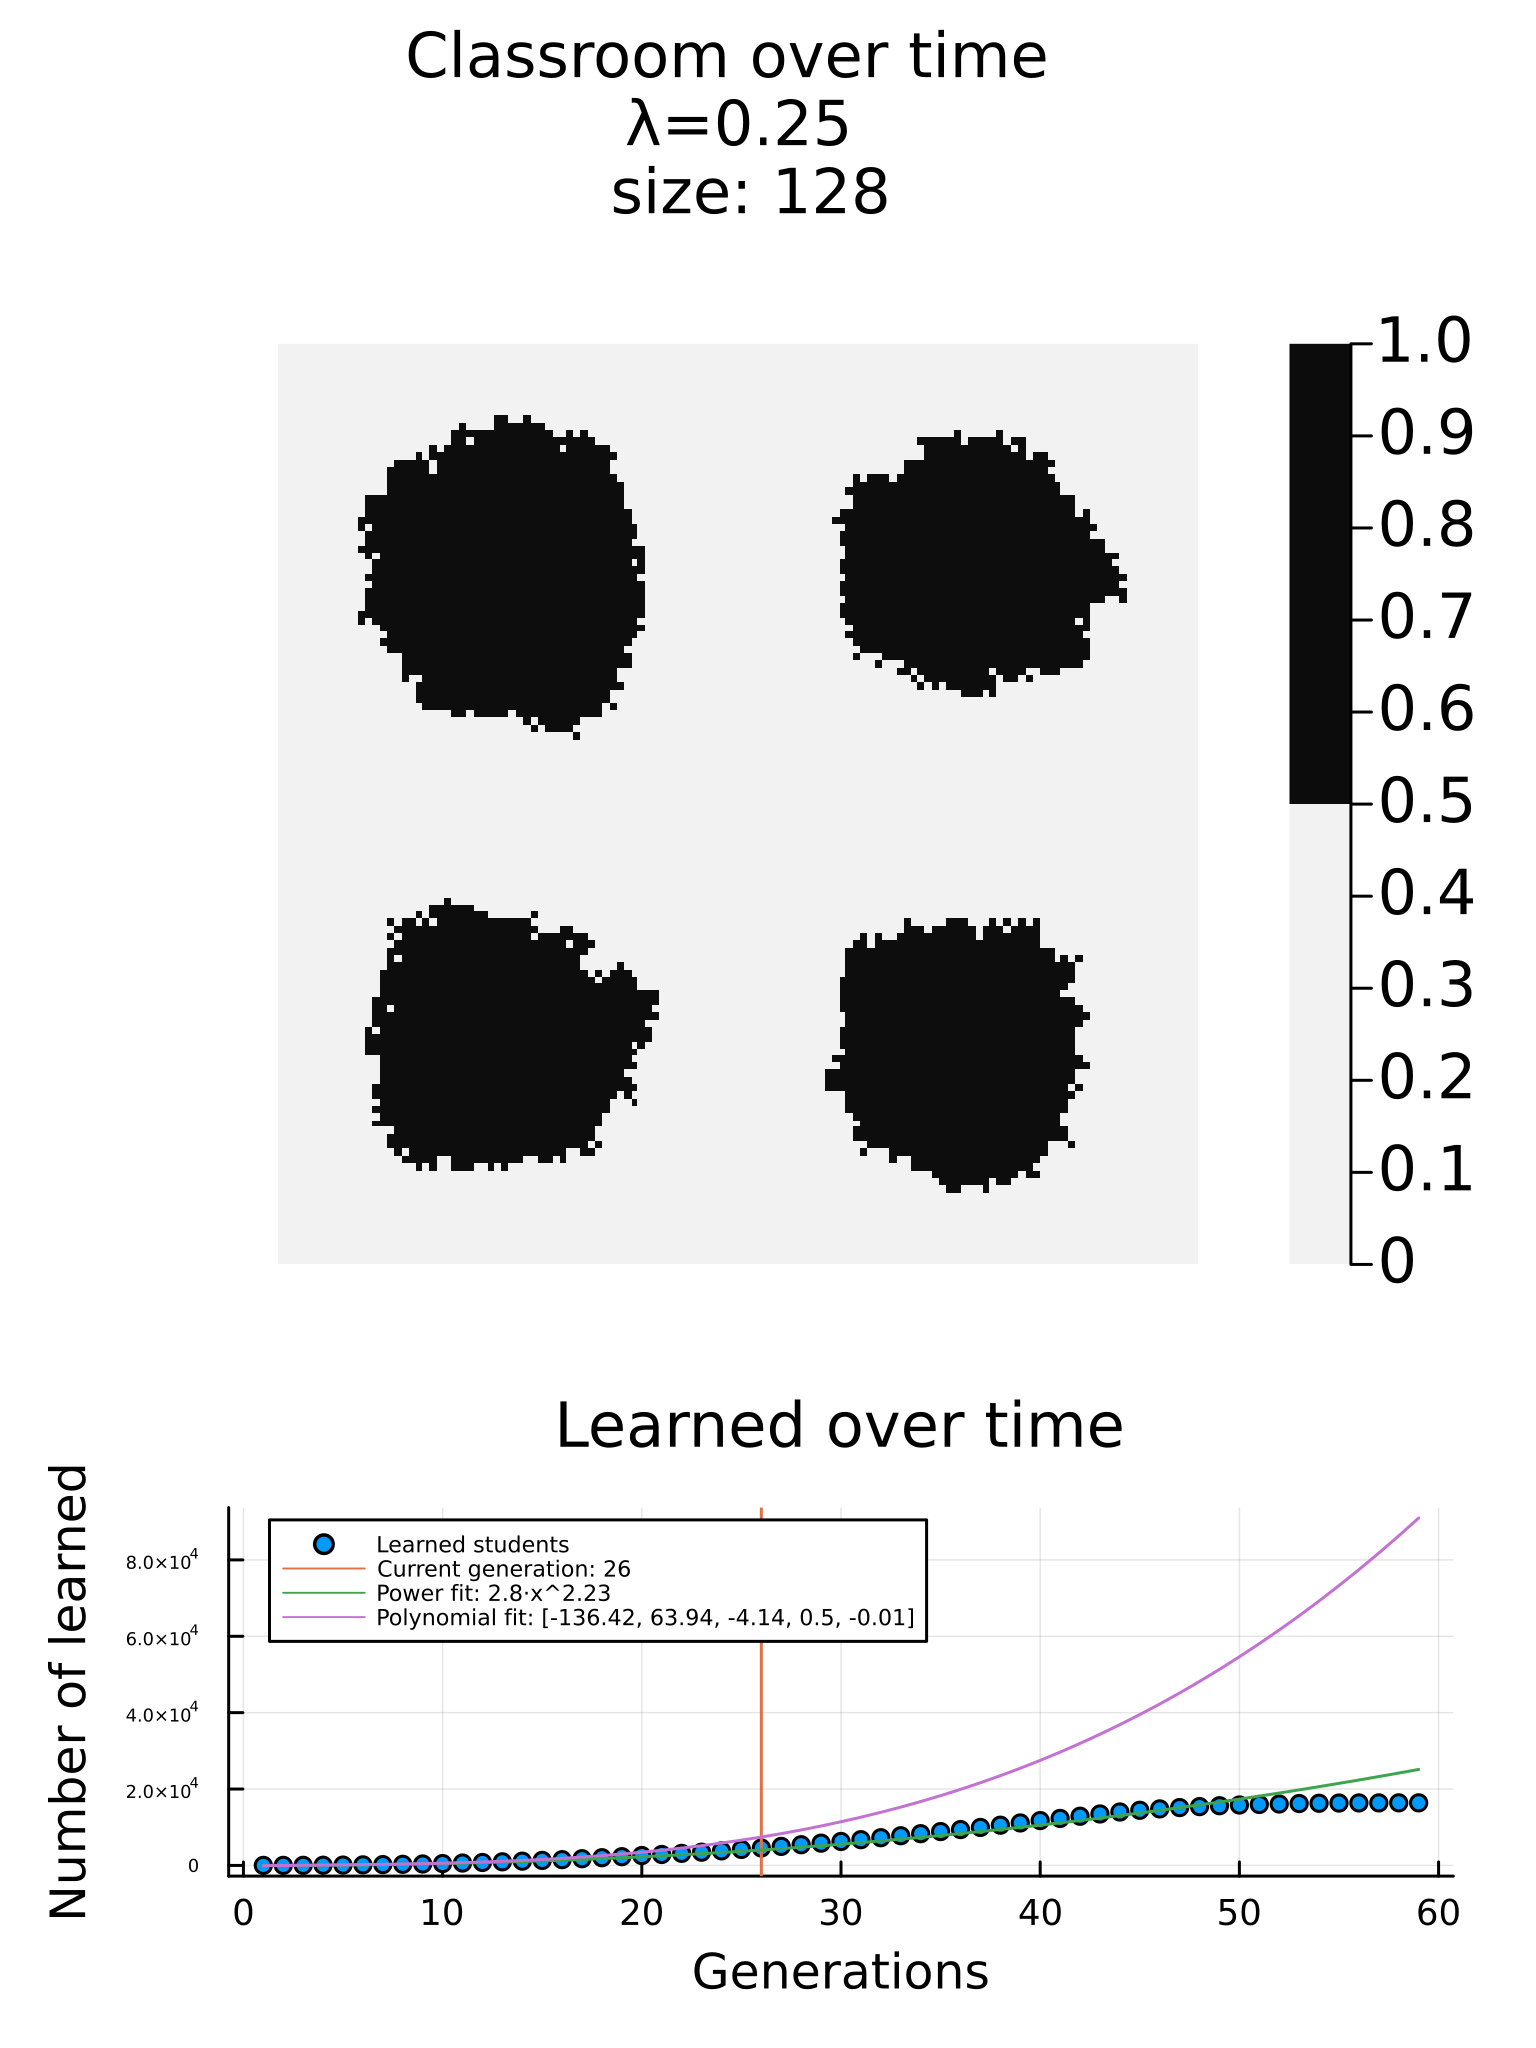 Classroom over time
λ=0.25
size: 128
1.0
0.9
0.8
0.7
0.6
0.5
0.4
0.3
0.2
0.1
0
Learned over time
Number of learned
8.0×10⁴
6.0×10⁴
4.0×10⁴
2.0×10⁴
0
Learned students
Current generation: 26
Power fit: 2.8·x^2.23
Polynomial fit: [-136.42, 63.94, -4.14, 0.5, -0.01]
0 10 20 30 40 50 60
Generations